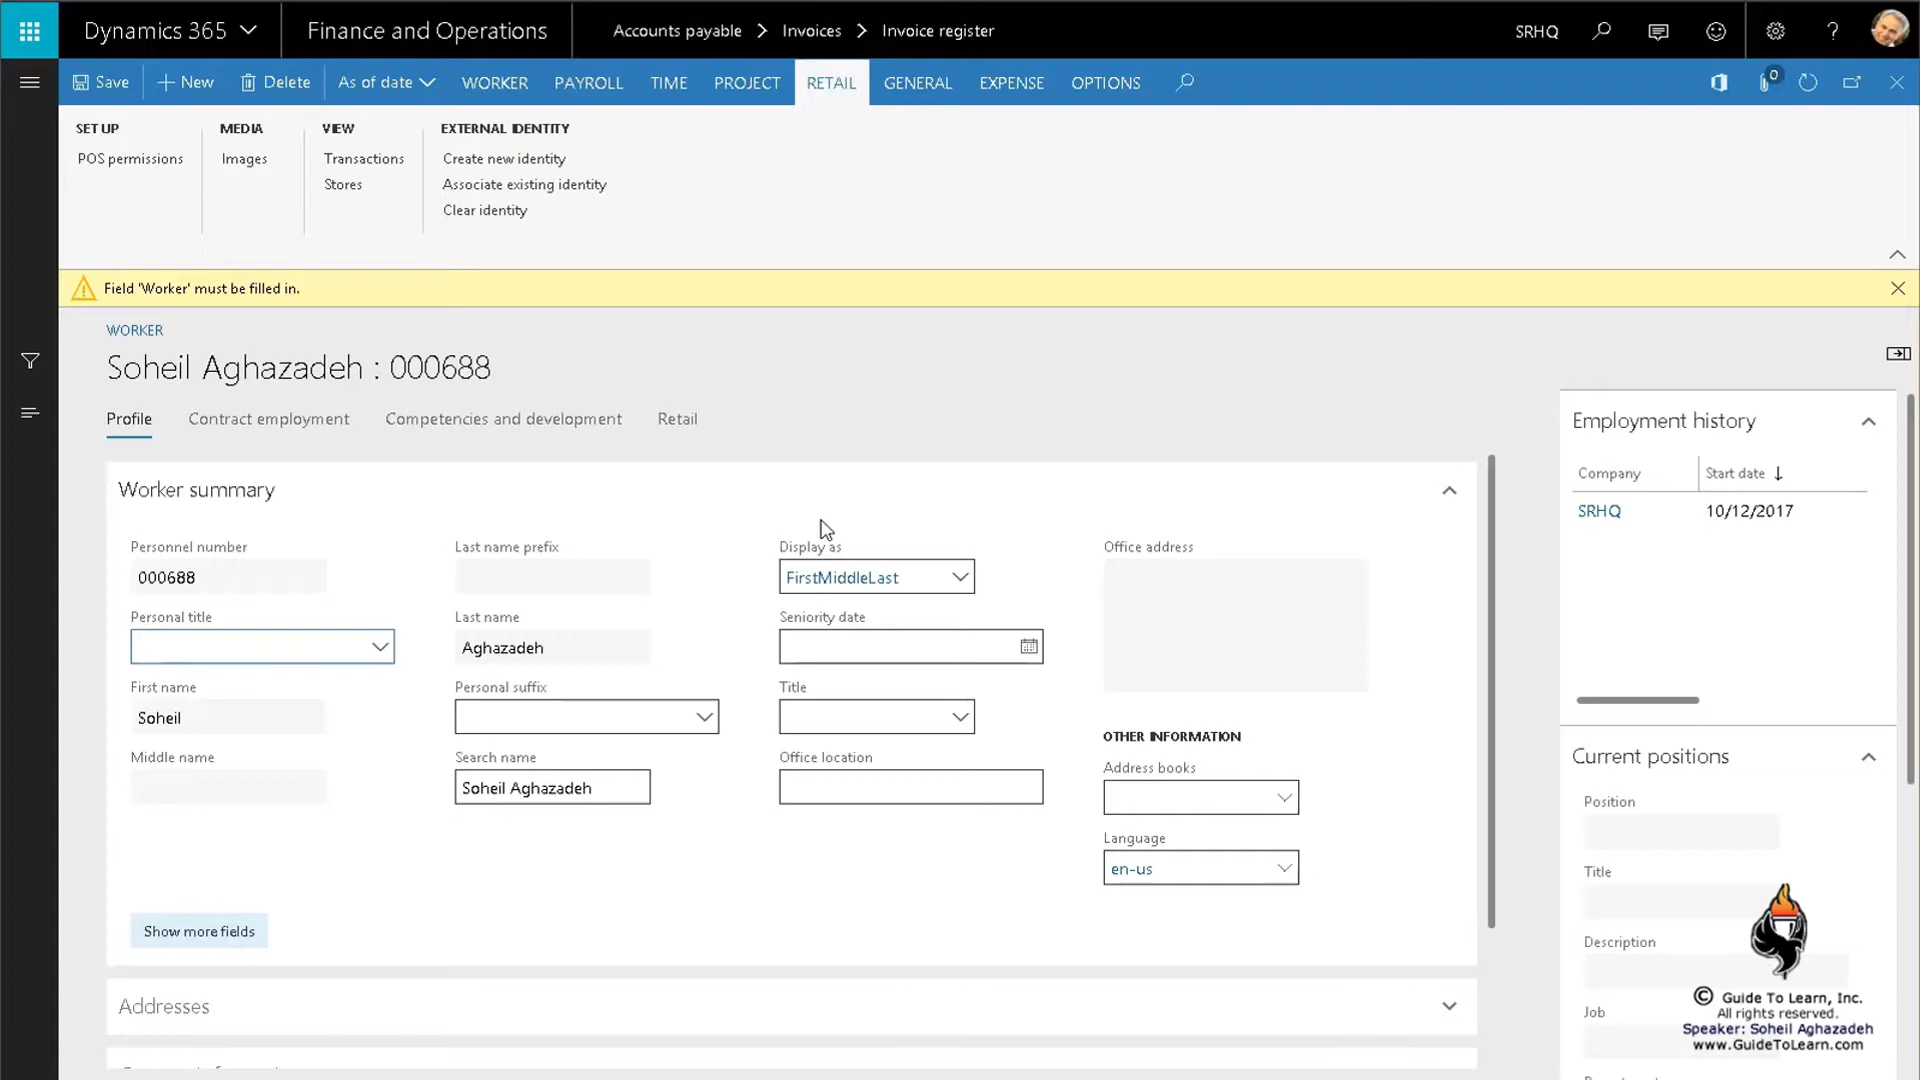 Dynamics 365
Finance and Operations
Accounts payable
Invoices
Invoice register
SRHQ
?
Save
New
Delete
As of date
WORKER
PAYROLL
TIME
PROJECT
RETAIL
GENERAL
EXPENSE
OPTIONS
0
SET UP
POS permissions
MEDIA
Images
VIEW
Transactions
Stores
EXTERNAL IDENTITY
Create new identity
Associate existing identity
Clear identity
Field 'Worker' must be filled in.
WORKER
Soheil Aghazadeh : 000688
Profile
Contract employment
Competencies and development
Retail
Worker summary
Personnel number
000688
Personal title
First name
Soheil
Middle name
Last name prefix
Last name
Aghazadeh
Personal suffix
Search name
Soheil Aghazadeh
Display as
FirstMiddleLast
Seniority date
Title
Office location
Office address
OTHER INFORMATION
Address books
Language
en-us
Show more fields
Addresses
Employment history
Company
Start date
SRHQ
10/12/2017
Current positions
Position
Title
Description
Job
© Guide To Learn, Inc.
All rights reserved.
Speaker: Soheil Aghazadeh
www.GuideToLearn.com